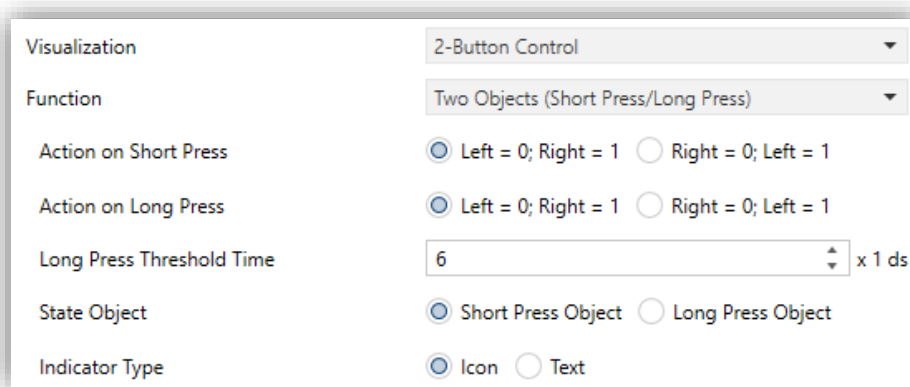 Visualization 2-Button Control
Function Two Objects (Short Press/Long Press)
Action on Short Press Left = 0; Right = 1 Right = 0; Left = 1
Action on Long Press Left = 0; Right = 1 Right = 0; Left = 1
Long Press Threshold Time 6 x 1 ds
State Object Short Press Object Long Press Object
Indicator Type Icon Text